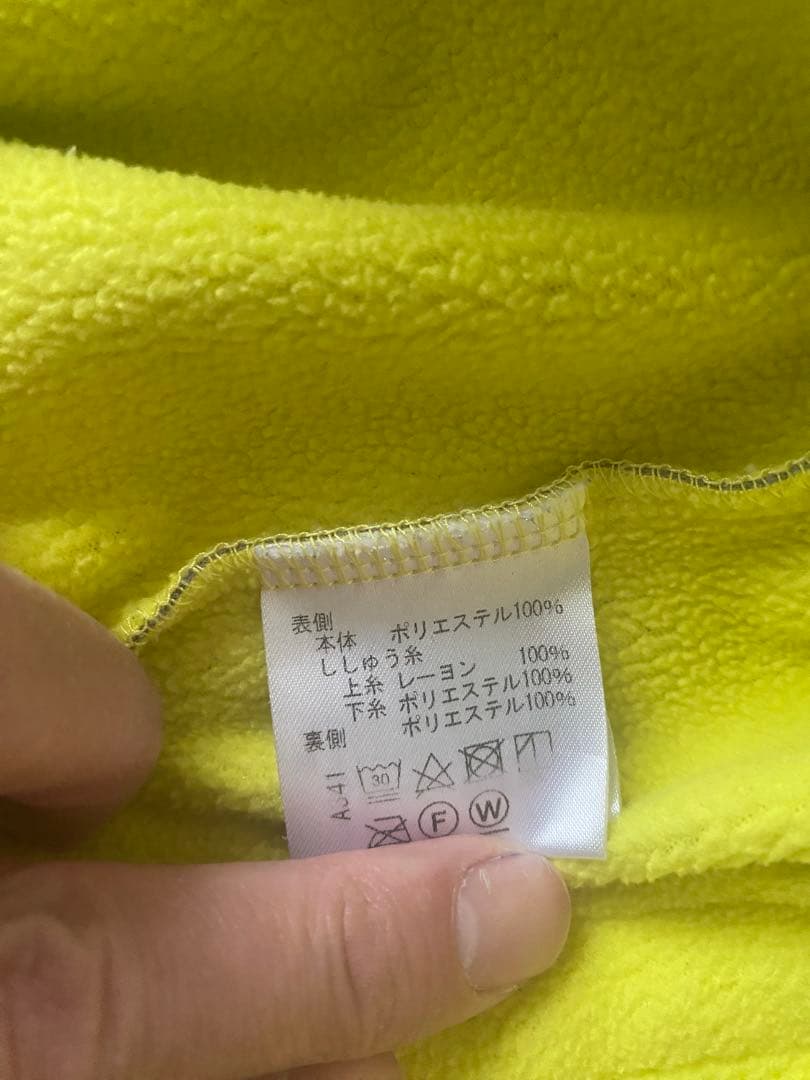 表側
本体 ポリエステル100%
ししゅう糸
上糸 レーヨン 100%
下糸 ポリエステル100%
裏側 ポリエステル100%
30
F W